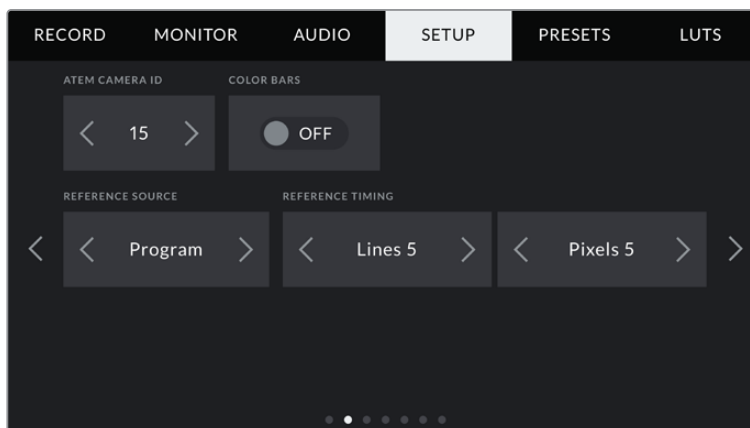 RECORD MONITOR AUDIO SETUP PRESETS LUTS
ATEM CAMERA ID COLOR BARS
15 OFF
REFERENCE SOURCE REFERENCE TIMING
Program Lines 5 Pixels 5